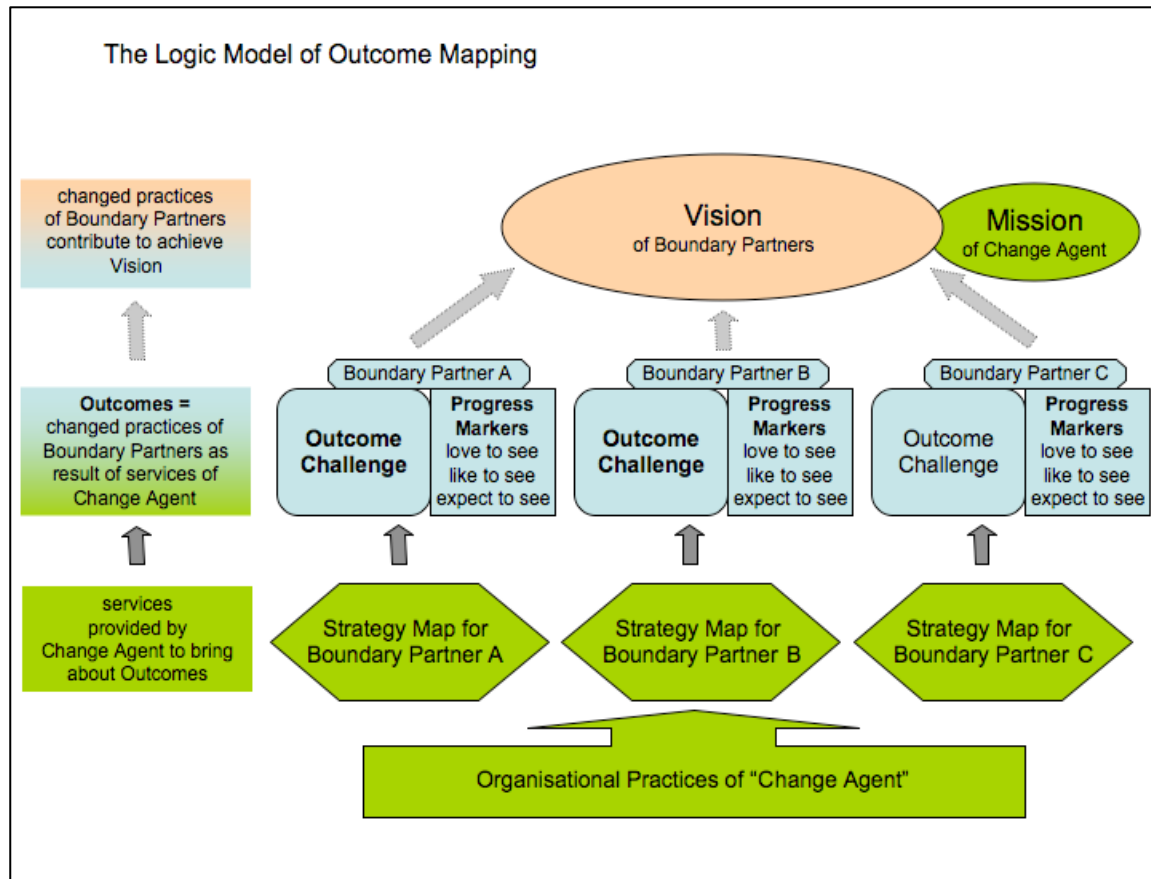 The Logic Model of Outcome Mapping
changed practices
of Boundary Partners
contribute to achieve
Vision
Vision
of Boundary Partners
Mission
of Change Agent
Outcomes =
changed practices of
Boundary Partners as
result of services of
Change Agent
Boundary Partner A
Outcome
Challenge
Progress
Markers
love to see
like to see
expect to see
Boundary Partner B
Outcome
Challenge
Progress
Markers
love to see
like to see
expect to see
Boundary Partner C
Outcome
Challenge
Progress
Markers
love to see
like to see
expect to see
services
provided by
Change Agent to bring
about Outcomes
Strategy Map for
Boundary Partner A
Strategy Map for
Boundary Partner B
Strategy Map for
Boundary Partner C
Organisational Practices of “Change Agent”